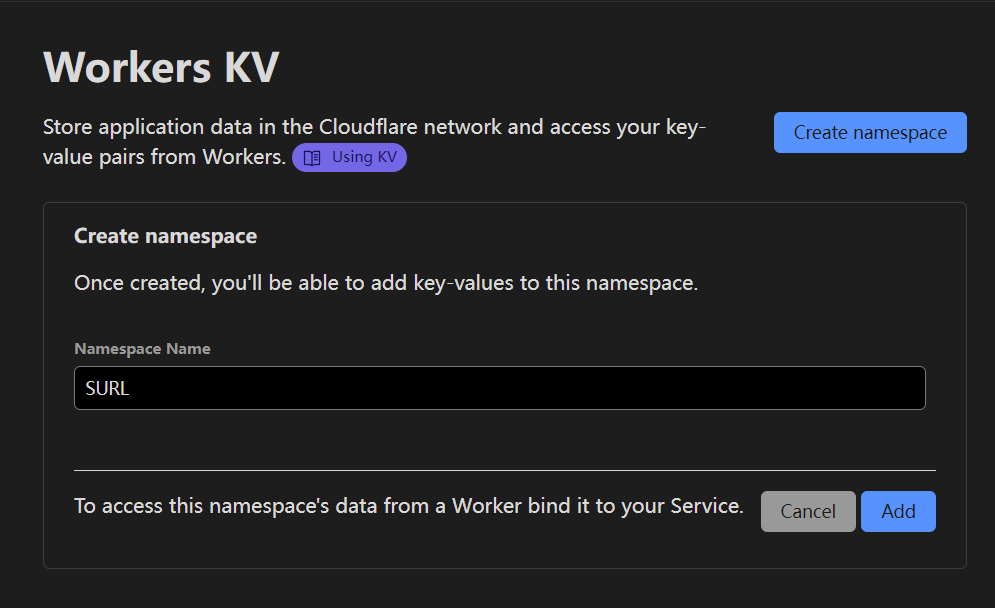 Workers KV
Store application data in the Cloudflare network and access your key-
value pairs from Workers. Using KV
Create namespace
Create namespace
Once created, you'll be able to add key-values to this namespace.
Namespace Name
SURL
To access this namespace's data from a Worker bind it to your Service.
Cancel
Add